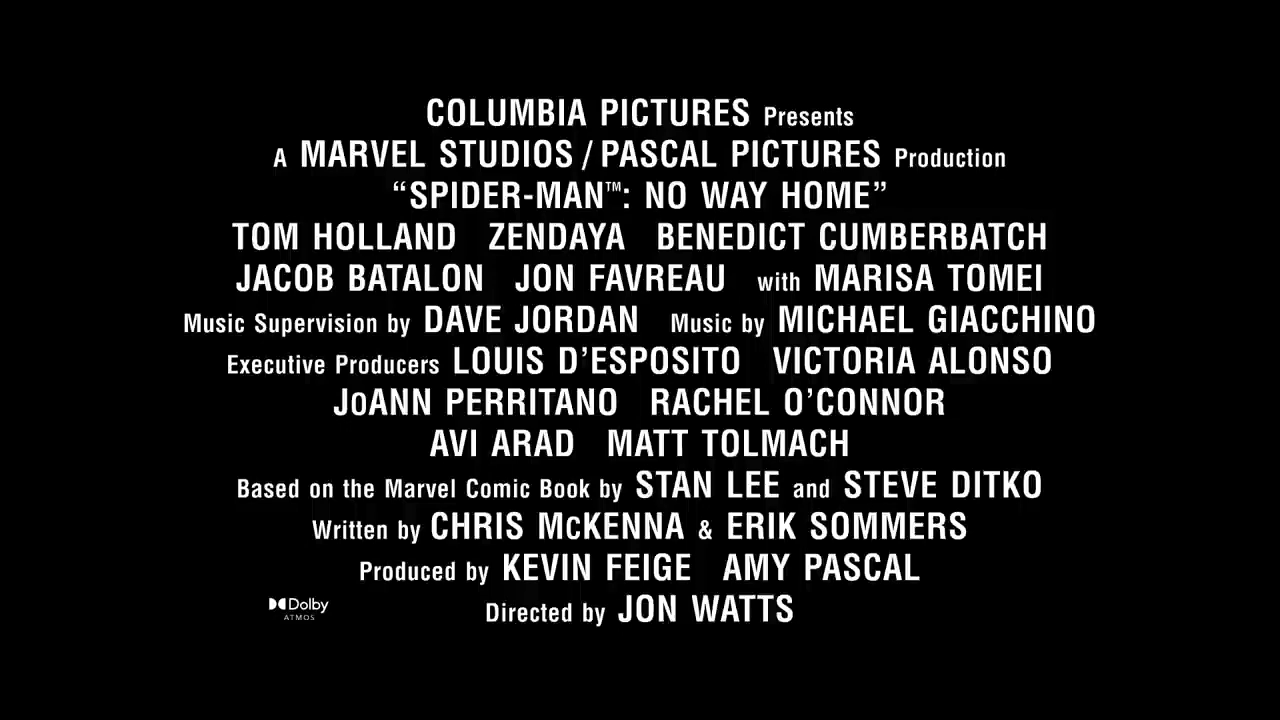 COLUMBIA PICTURES Presents
A MARVEL STUDIOS / PASCAL PICTURES Production
“SPIDER-MAN™: NO WAY HOME”
TOM HOLLAND ZENDAYA BENEDICT CUMBERBATCH
JACOB BATALON JON FAVREAU with MARISA TOMEI
Music Supervision by DAVE JORDAN Music by MICHAEL GIACCHINO
Executive Producers LOUIS D’ESPOSITO VICTORIA ALONSO
JoANN PERRITANO RACHEL O’CONNOR
AVI ARAD MATT TOLMACH
Based on the Marvel Comic Book by STAN LEE and STEVE DITKO
Written by CHRIS McKENNA & ERIK SOMMERS
Produced by KEVIN FEIGE AMY PASCAL
Directed by JON WATTS
Dolby
ATMOS